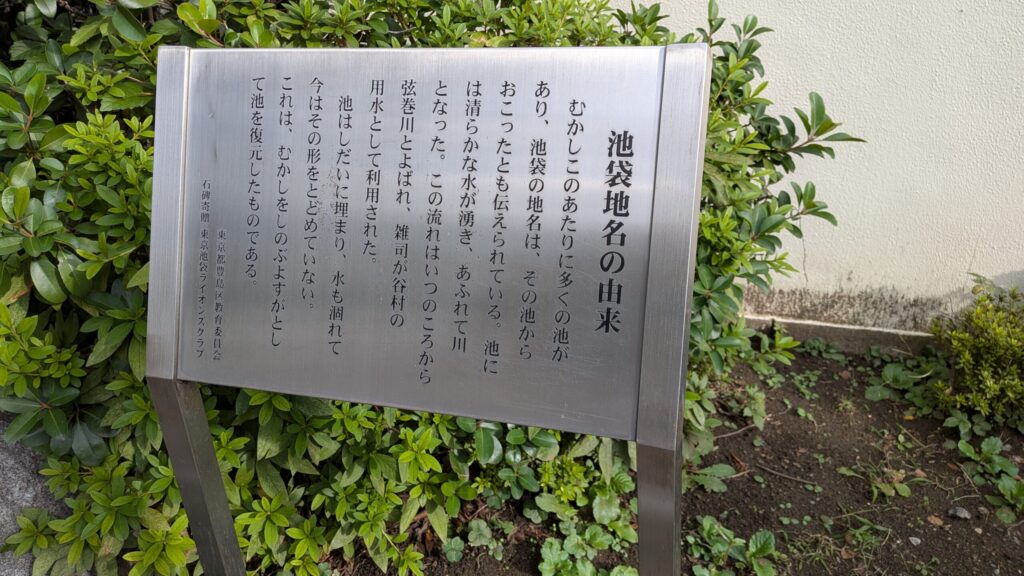 池袋地名の由来
むかしこのあたりに多くの池が
あり、池袋の地名は、その池から
おこったとも伝えられている。池に
は清らかな水が湧き、あふれて川
となった。この流れはいつのころから
弦巻川とよばれ、雑司が谷村の
用水として利用された。
池はしだいに埋まり、水も涸れて
今はその形をとどめていない。
これは、むかしをしのぶよすがとし
て池を復元したものである。
東京都豊島区教育委員会
石碑寄贈 東京池袋ライオンズクラブ